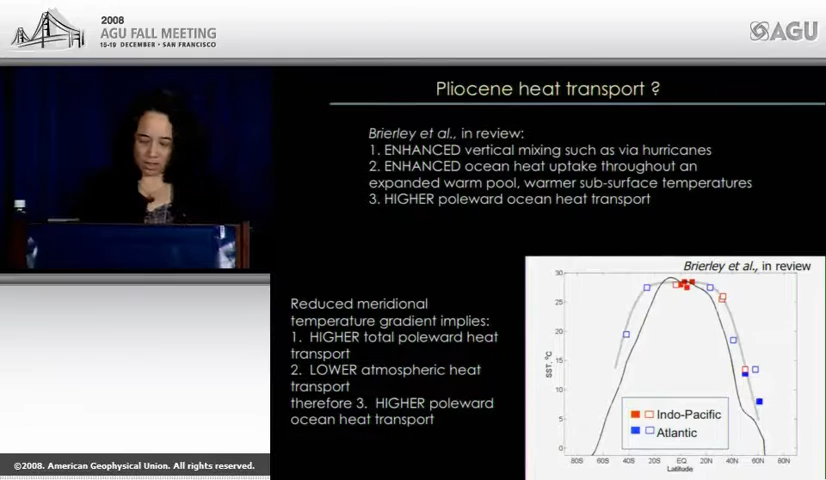 2008
AGU FALL MEETING
15-19 DECEMBER · SAN FRANCISCO
AGU
Pliocene heat transport ?
Brierley et al., in review:
1. ENHANCED vertical mixing such as via hurricanes
2. ENHANCED ocean heat uptake throughout an
expanded warm pool, warmer sub-surface temperatures
3. HIGHER poleward ocean heat transport
Reduced meridional
temperature gradient implies:
1. HIGHER total poleward heat
transport
2. LOWER atmospheric heat
transport
therefore 3. HIGHER poleward
ocean heat transport
Brierley et al., in review
30
25
20
15
10
5
0
SST, °C
Indo-Pacific
Atlantic
80S 60S 40S 20S EQ 20N 40N 60N 80N
Latitude
©2008. American Geophysical Union. All rights reserved.